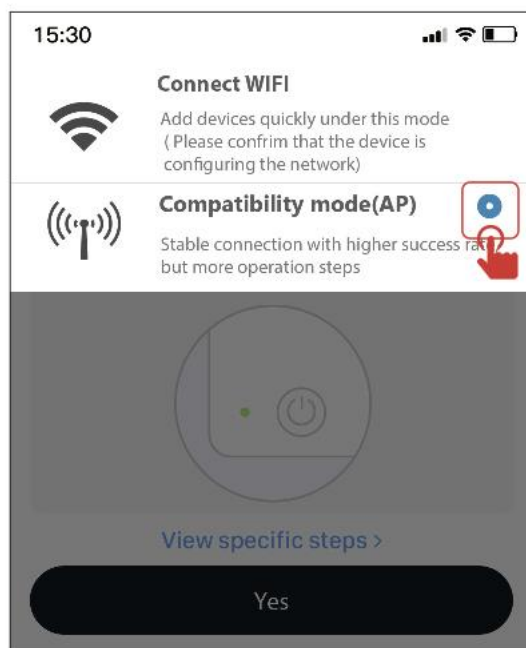 15:30
Connect WIFI
Add devices quickly under this mode
( Please confrim that the device is
configuring the network)
Compatibility mode(AP)
Stable connection with higher success rate
but more operation steps
View specific steps >
Yes